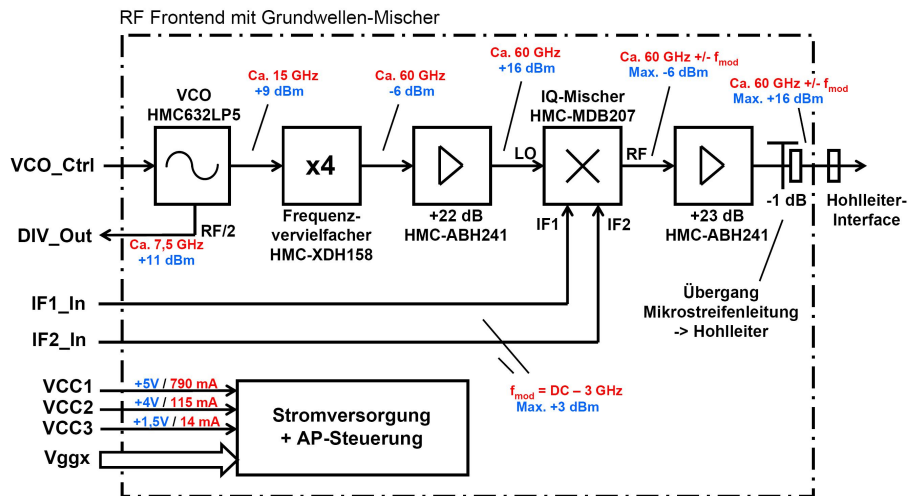 RF Frontend mit Grundwellen-Mischer
Ca. 15 GHz
+9 dBm
Ca. 60 GHz
-6 dBm
Ca. 60 GHz
+16 dBm
Ca. 60 GHz +/- fmod
Max. -6 dBm
Ca. 60 GHz +/- fmod
Max. +16 dBm
VCO
HMC632LP5
IQ-Mischer
HMC-MDB207
VCO_Ctrl
x4
LO
RF
-1 dB
Hohlleiter-
Interface
Frequenz-
vervielfacher
HMC-XDH158
+22 dB
HMC-ABH241
IF1
IF2
+23 dB
HMC-ABH241
DIV_Out
RF/2
Ca. 7,5 GHz
+11 dBm
Übergang
Mikrostreifenleitung
-> Hohlleiter
IF1_In
IF2_In
fmod = DC – 3 GHz
Max. +3 dBm
VCC1
+5V / 790 mA
VCC2
+4V / 115 mA
VCC3
+1,5V / 14 mA
Vggx
Stromversorgung
+ AP-Steuerung